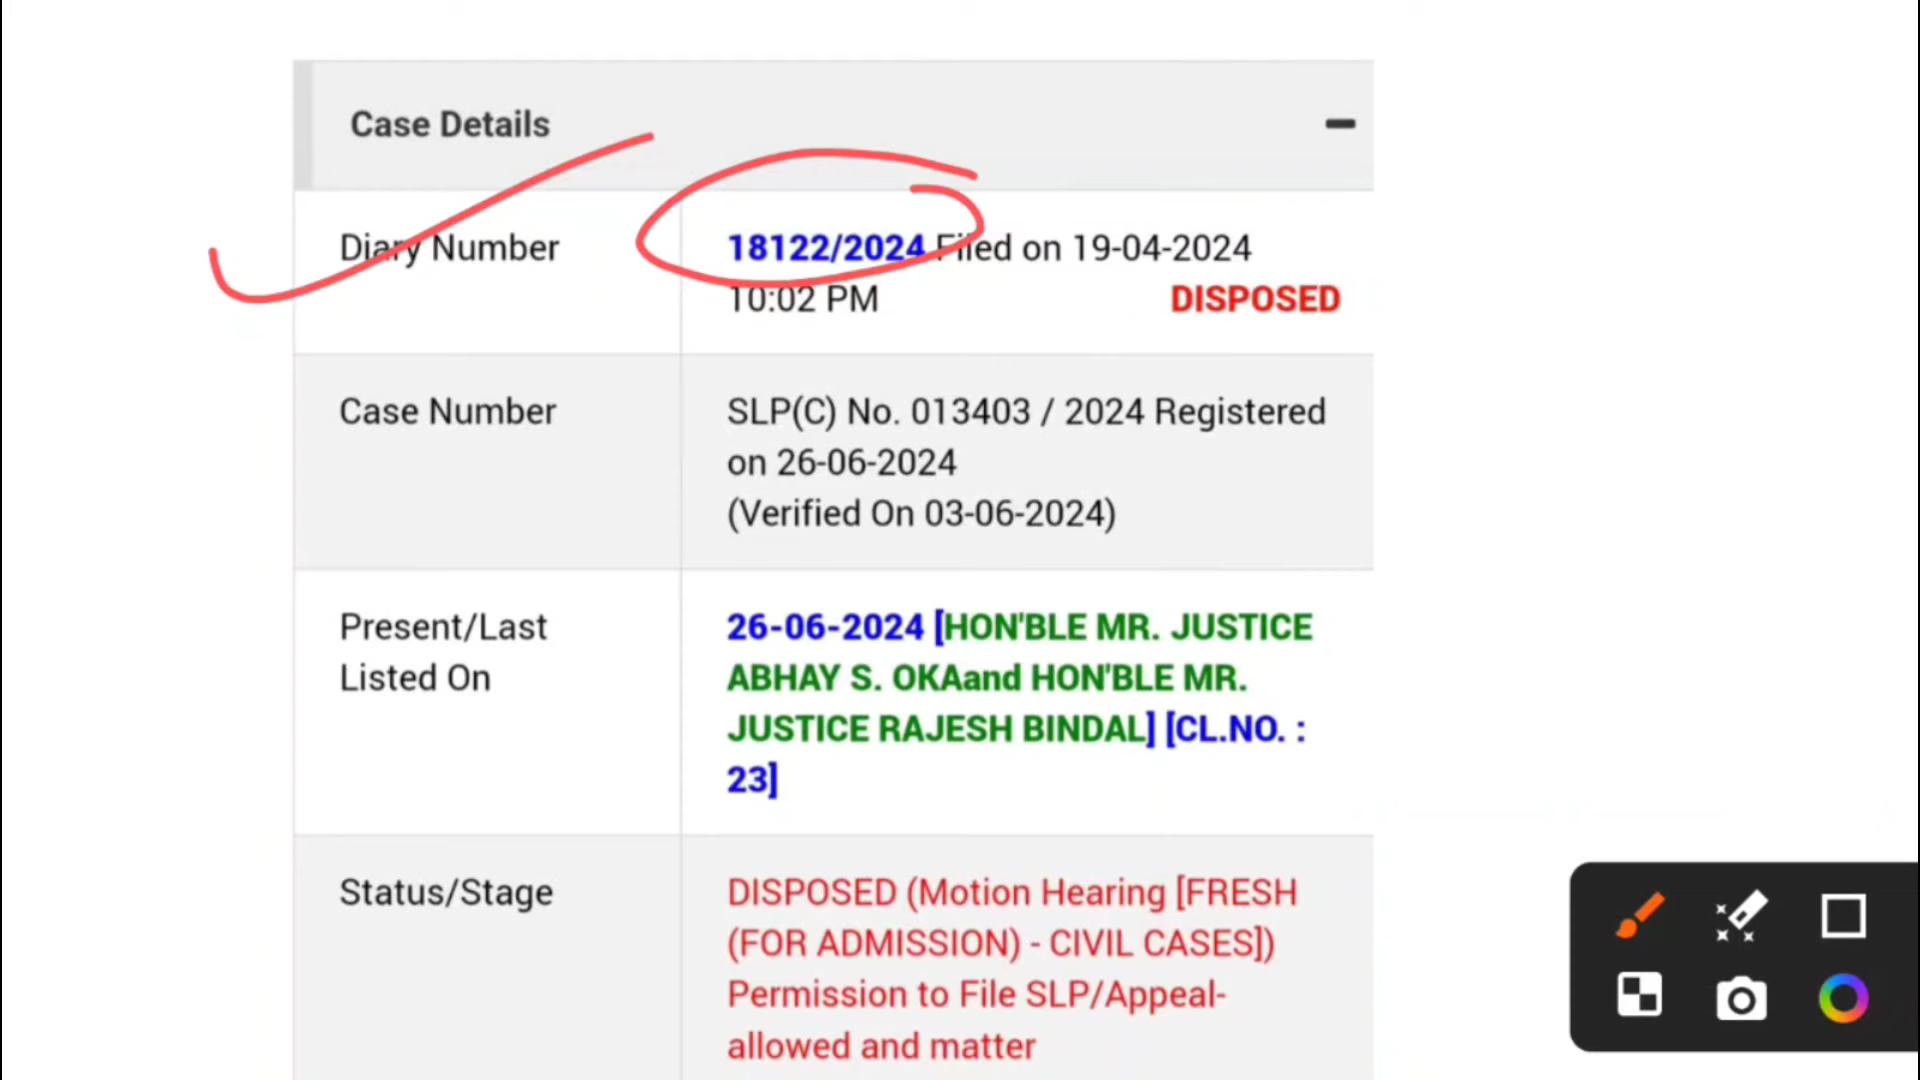 Case Details
Diary Number
18122/2024 Filed on 19-04-2024
10:02 PM
DISPOSED
Case Number
SLP(C) No. 013403 / 2024 Registered
on 26-06-2024
(Verified On 03-06-2024)
Present/Last
Listed On
26-06-2024 [HON'BLE MR. JUSTICE
ABHAY S. OKAand HON'BLE MR.
JUSTICE RAJESH BINDAL] [CL.NO. :
23]
Status/Stage
DISPOSED (Motion Hearing [FRESH
(FOR ADMISSION) - CIVIL CASES])
Permission to File SLP/Appeal-
allowed and matter